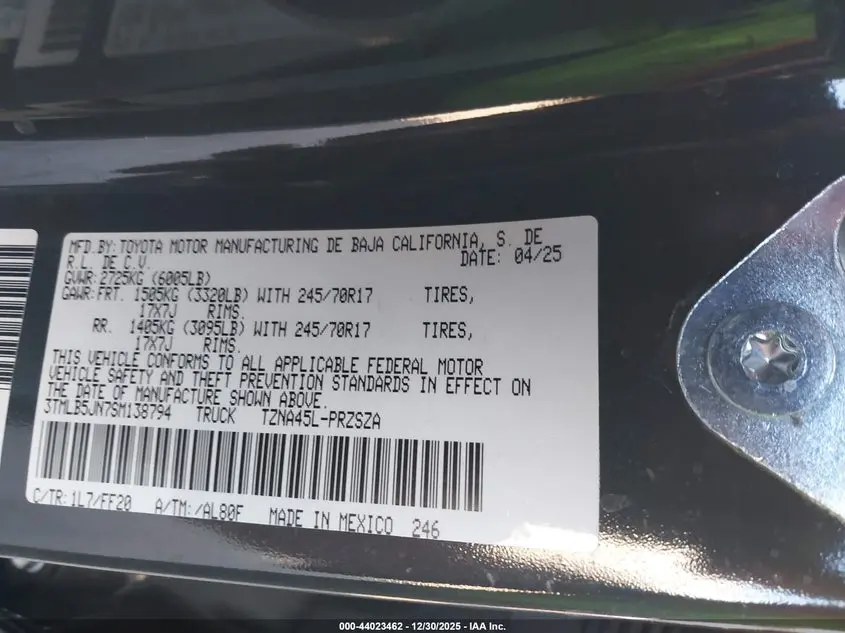 MFD.BY:TOYOTA MOTOR MANUFACTURING DE BAJA CALIFORNIA, S. DE
R.L. DE C.V. DATE: 04/25
GVWR:2725KG (6005LB)
GAWR:FRT. 1505KG (3320LB) WITH 245/70R17 TIRES,
17X7J RIMS.
RR. 1405KG (3095LB) WITH 245/70R17 TIRES,
17X7J RIMS.
THIS VEHICLE CONFORMS TO ALL APPLICABLE FEDERAL MOTOR
VEHICLE SAFETY AND THEFT PREVENTION STANDARDS IN EFFECT ON
THE DATE OF MANUFACTURE SHOWN ABOVE.
3TMLB5JN7SM138794 TRUCK TZNA45L-PRZSZA
C/TR:1L7/FF20 A/TM:/AL80F MADE IN MEXICO 246
000-44023462 - 12/30/2025 - IAA Inc.